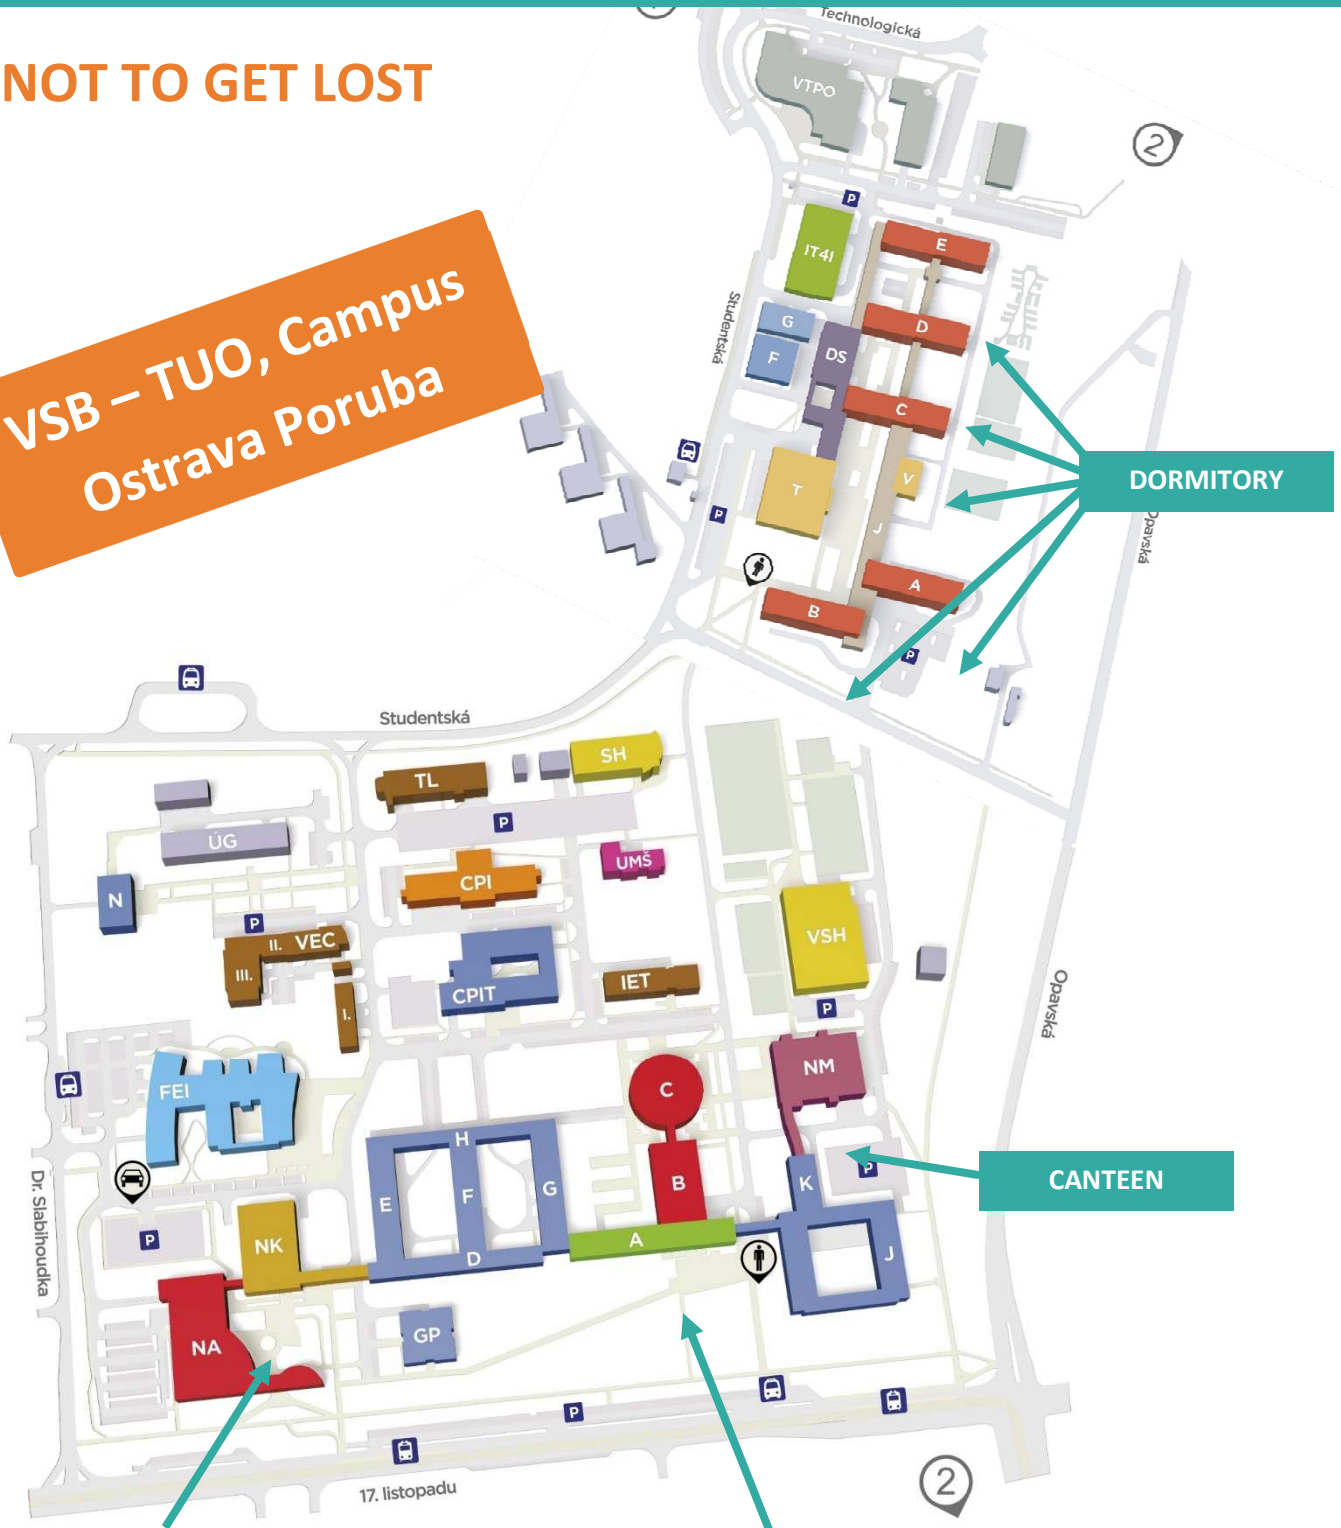 Technologická
NOT TO GET LOST
VTPO
2
P
VSB – TUO, Campus
Ostrava Poruba
IT4I
E
Studentská
G
D
F
DS
C
DORMITORY
T
V
P
J
Opavská
A
B
P
Studentská
SH
TL
P
ÚG
UMŠ
CPI
N
P
II. VEC
VSH
III.
IET
CPIT
I.
P
Opavská
NM
FEI
C
H
P
CANTEEN
Dr. Slabihoudka
E
F
G
B
K
P
NK
A
D
J
NA
GP
P
2
17. listopadu